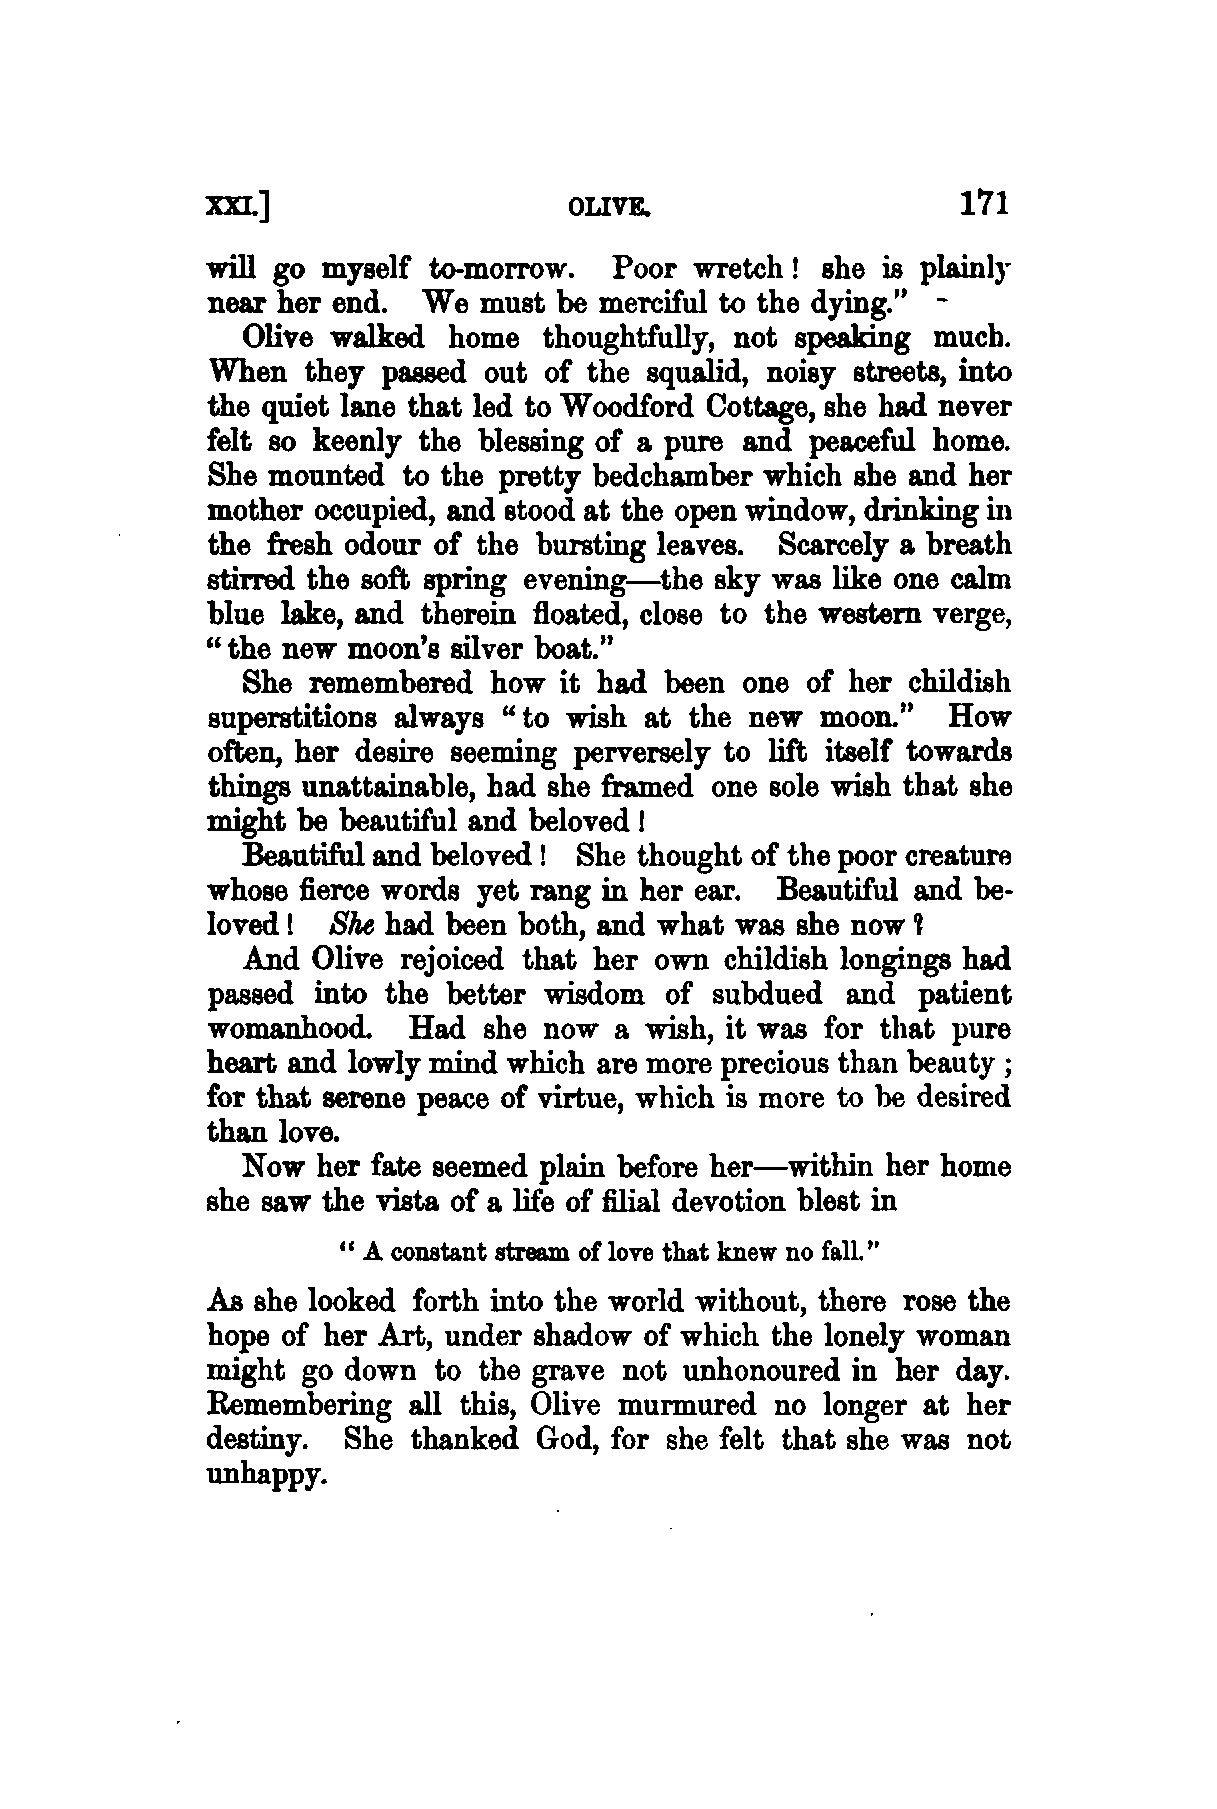 XXI.] OLIVE. 171
will go myself to-morrow. Poor wretch! she is plainly
near her end. We must be merciful to the dying."
Olive walked home thoughtfully, not speaking much.
When they passed out of the squalid, noisy streets, into
the quiet lane that led to Woodford Cottage, she had never
felt so keenly the blessing of a pure and peaceful home.
She mounted to the pretty bedchamber which she and her
mother occupied, and stood at the open window, drinking in
the fresh odour of the bursting leaves. Scarcely a breath
stirred the soft spring evening—the sky was like one calm
blue lake, and therein floated, close to the western verge,
"the new moon's silver boat."
She remembered how it had been one of her childish
superstitions always "to wish at the new moon." How
often, her desire seeming perversely to lift itself towards
things unattainable, had she framed one sole wish that she
might be beautiful and beloved!
Beautiful and beloved! She thought of the poor creature
whose fierce words yet rang in her ear. Beautiful and be-
loved! She had been both, and what was she now?
And Olive rejoiced that her own childish longings had
passed into the better wisdom of subdued and patient
womanhood. Had she now a wish, it was for that pure
heart and lowly mind which are more precious than beauty;
for that serene peace of virtue, which is more to be desired
than love.
Now her fate seemed plain before her—within her home
she saw the vista of a life of filial devotion blest in
"A constant stream of love that knew no fall."
As she looked forth into the world without, there rose the
hope of her Art, under shadow of which the lonely woman
might go down to the grave not unhonoured in her day.
Remembering all this, Olive murmured no longer at her
destiny. She thanked God, for she felt that she was not
unhappy.